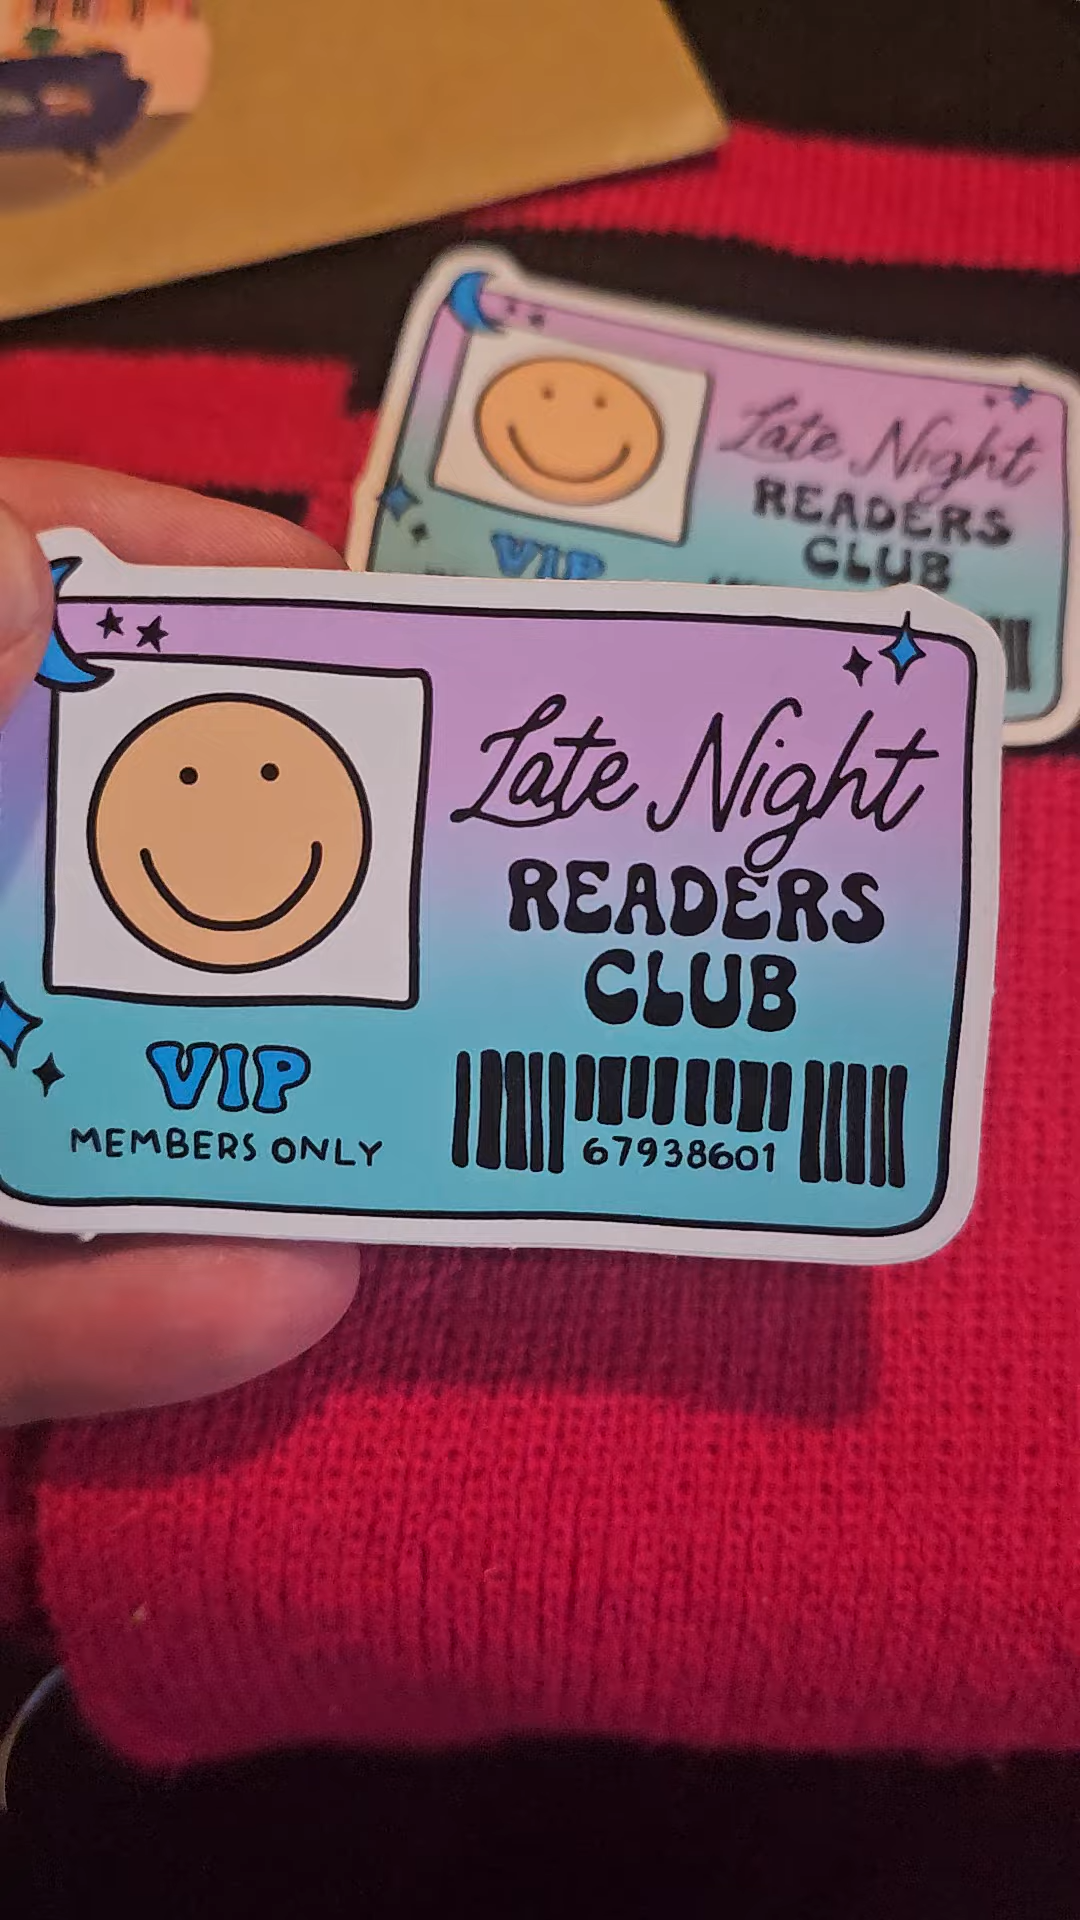 Late Night
READERS
CLUB
VIP
Late Night
READERS
CLUB
VIP
MEMBERS ONLY
67938601